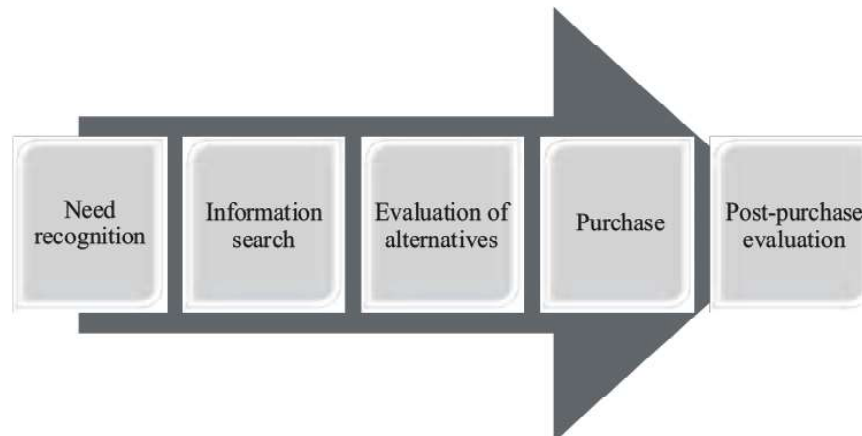 Need
recognition
Information
search
Evaluation of
alternatives
Purchase
Post-purchase
evaluation